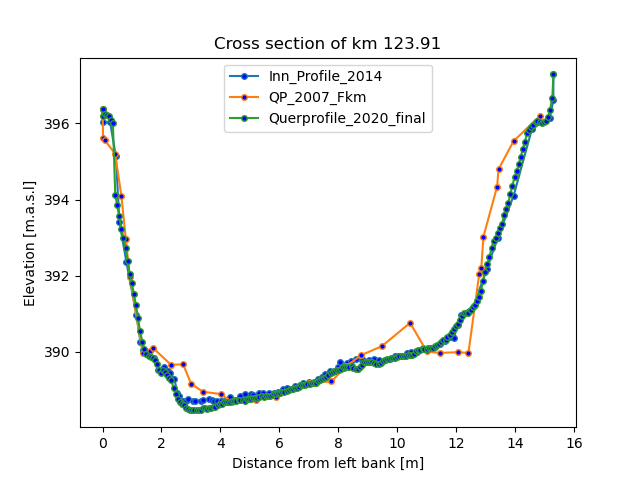 Cross section of km 123.91
Inn_Profile_2014
QP_2007_Fkm
Querprofile_2020_final
Elevation [m.a.s.l]
396
394
392
390
0 2 4 6 8 10 12 14 16
Distance from left bank [m]